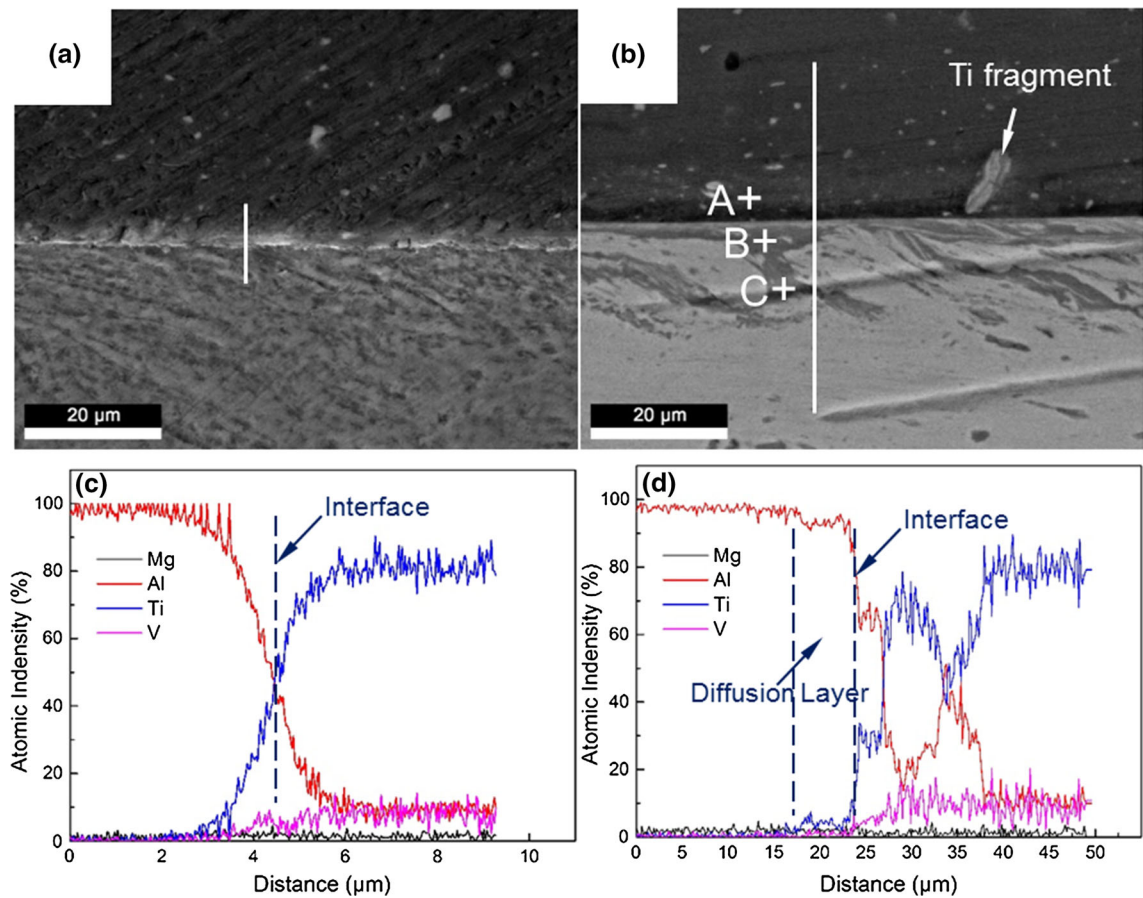 (a)
20 µm
(b)
Ti fragment
A+
B+
C+
20 µm
(c)
Interface
Mg
Al
Ti
V
Atomic Indensity (%)
100
80
60
40
20
0
0 2 4 6 8 10
Distance (µm)
(d)
Interface
Mg
Al
Ti
V
Diffusion Layer
Atomic Indensity (%)
100
80
60
40
20
0
0 5 10 15 20 25 30 35 40 45 50
Distance (µm)